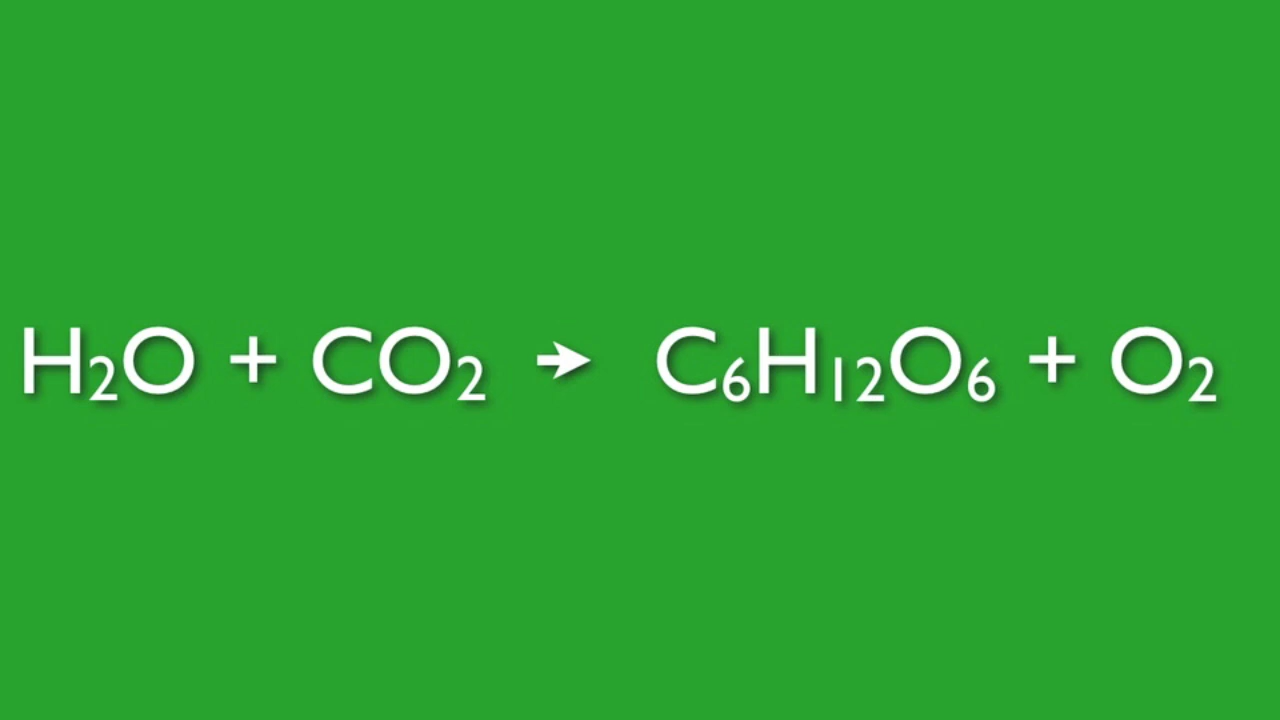 H₂O + CO₂ → C₆H₁₂O₆ + O₂